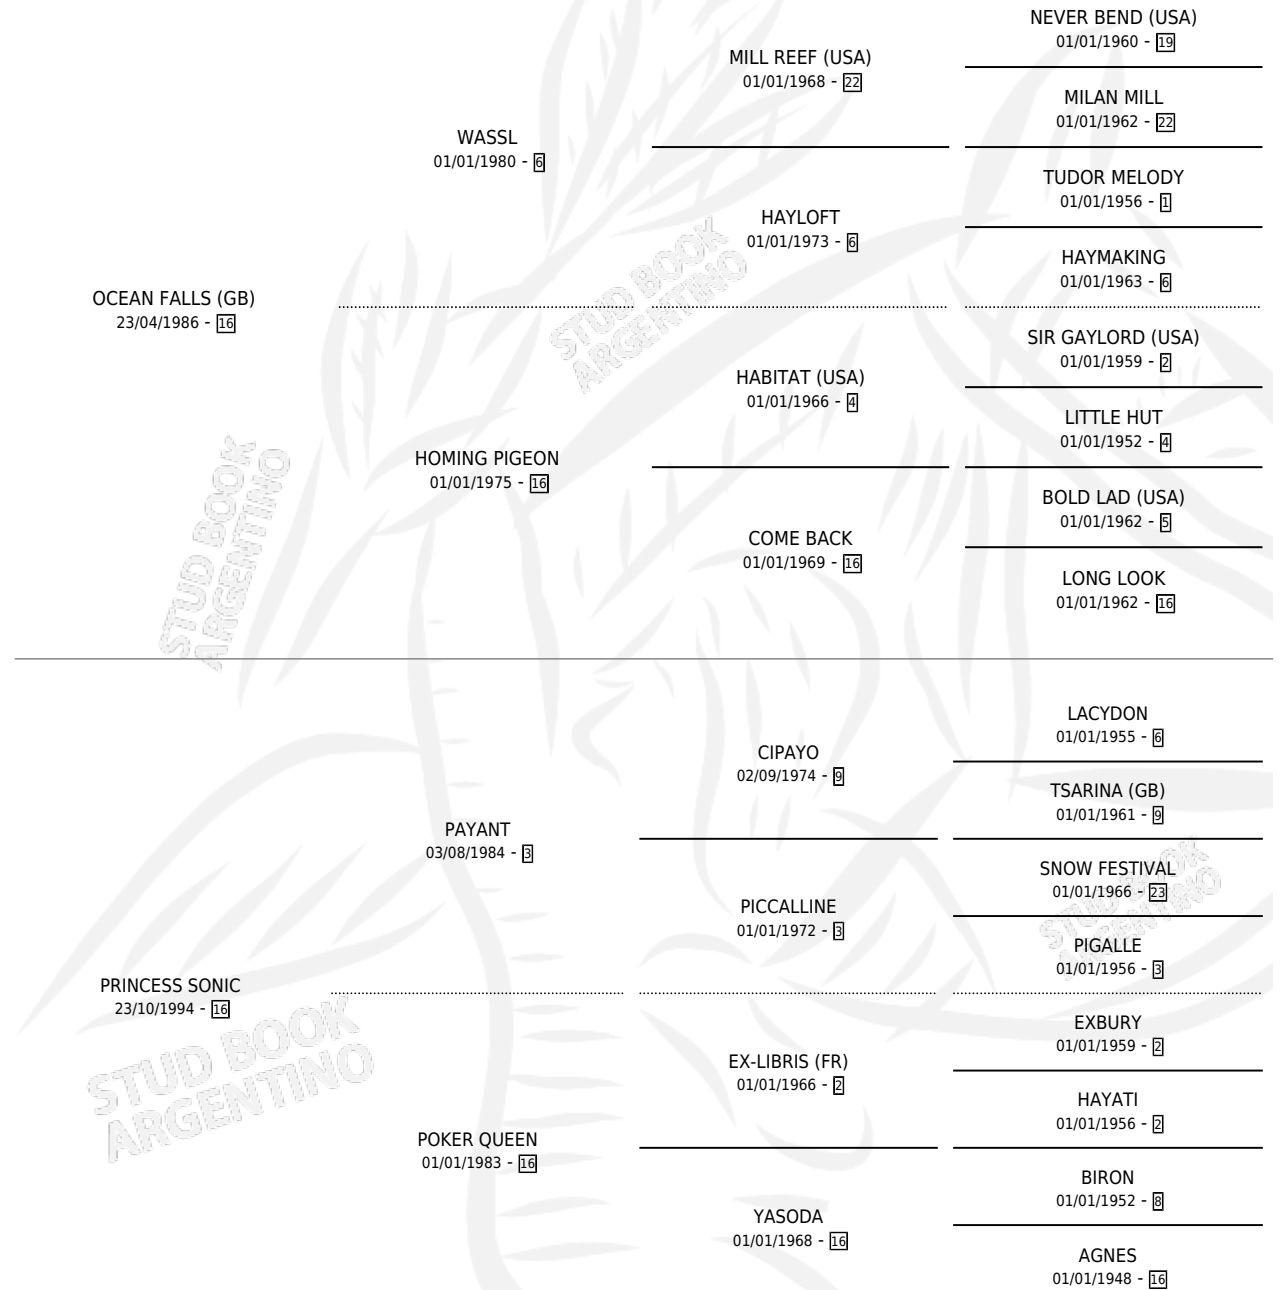 NEVER BEND (USA)
01/01/1960 - 19
MILL REEF (USA)
01/01/1968 - 22
MILAN MILL
01/01/1962 - 22
WASSL
01/01/1980 - 6
TUDOR MELODY
01/01/1956 - 1
HAYLOFT
01/01/1973 - 6
HAYMAKING
01/01/1963 - 6
OCEAN FALLS (GB)
23/04/1986 - 16
SIR GAYLORD (USA)
01/01/1959 - 2
HABITAT (USA)
01/01/1966 - 4
LITTLE HUT
01/01/1952 - 4
HOMING PIGEON
01/01/1975 - 16
BOLD LAD (USA)
01/01/1962 - 5
COME BACK
01/01/1969 - 16
LONG LOOK
01/01/1962 - 16
LACYDON
01/01/1955 - 6
CIPAYO
02/09/1974 - 9
TSARINA (GB)
01/01/1961 - 9
PAYANT
03/08/1984 - 3
SNOW FESTIVAL
01/01/1966 - 23
PICCALLINE
01/01/1972 - 3
PIGALLE
01/01/1956 - 3
PRINCESS SONIC
23/10/1994 - 16
EXBURY
01/01/1959 - 2
EX-LIBRIS (FR)
01/01/1966 - 2
HAYATI
01/01/1956 - 2
POKER QUEEN
01/01/1983 - 16
BIRON
01/01/1952 - 8
YASODA
01/01/1968 - 16
AGNES
01/01/1948 - 16
STUD BOOK
ARGENTINO
STUD BOOK
ARGENTINO
STUD BOOK
ARGENTINO
STUD BOOK
ARGENTINO